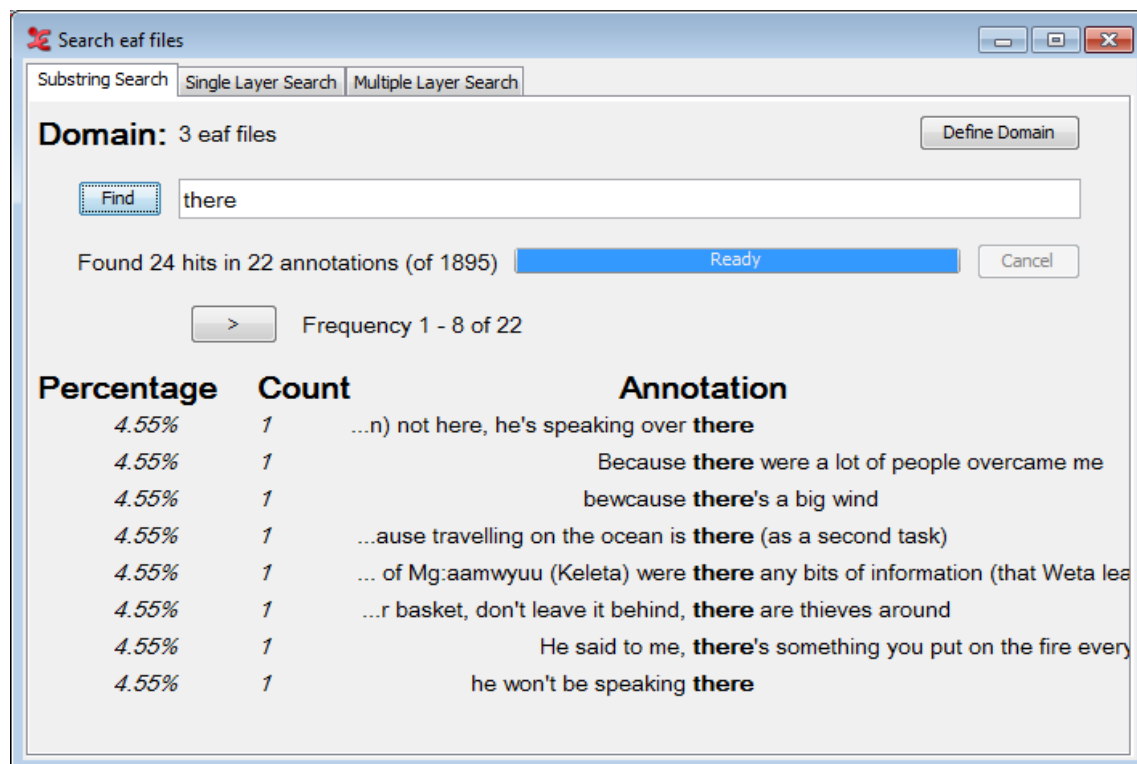 Search eaf files
Substring Search Single Layer Search Multiple Layer Search
Domain: 3 eaf files Define Domain
Find there
Found 24 hits in 22 annotations (of 1895) Ready Cancel
> Frequency 1 - 8 of 22
Percentage Count Annotation
4.55% 1 ...n) not here, he's speaking over there
4.55% 1 Because there were a lot of people overcame me
4.55% 1 bewcause there's a big wind
4.55% 1 ...ause travelling on the ocean is there (as a second task)
4.55% 1 ... of Mg:aamwyuu (Keleta) were there any bits of information (that Weta lea
4.55% 1 ...r basket, don't leave it behind, there are thieves around
4.55% 1 He said to me, there's something you put on the fire every
4.55% 1 he won't be speaking there